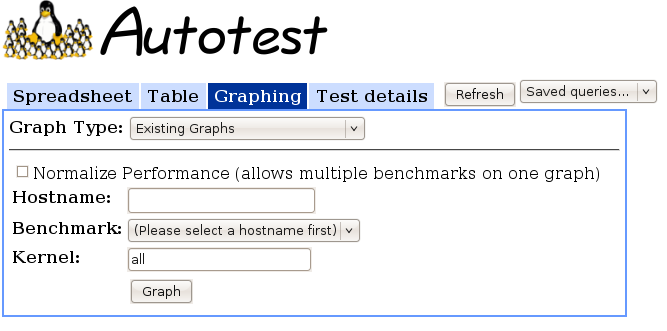 Autotest
Spreadsheet Table Graphing Test details Refresh Saved queries...
Graph Type: Existing Graphs
Normalize Performance (allows multiple benchmarks on one graph)
Hostname:
Benchmark: (Please select a hostname first)
Kernel: all
Graph